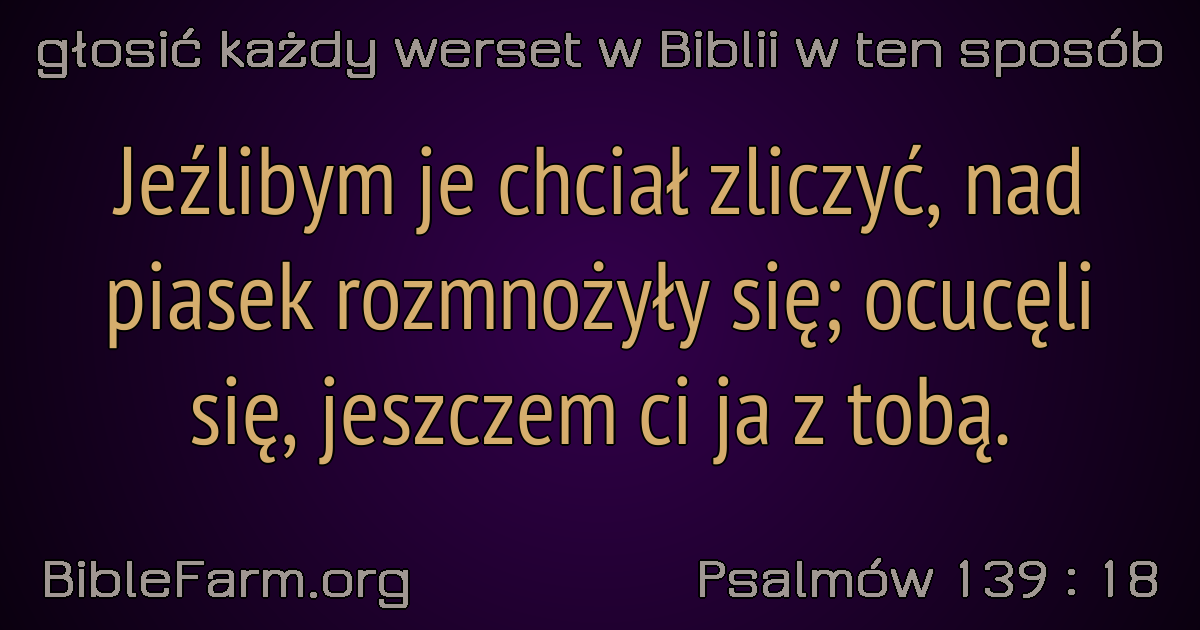 głosić każdy werset w Biblii w ten sposób
Jeźlibym je chciał zliczyć, nad
piasek rozmnożyły się; ocucęli
się, jeszczem ci ja z tobą.
BibleFarm.org
Psalmów 139 : 18